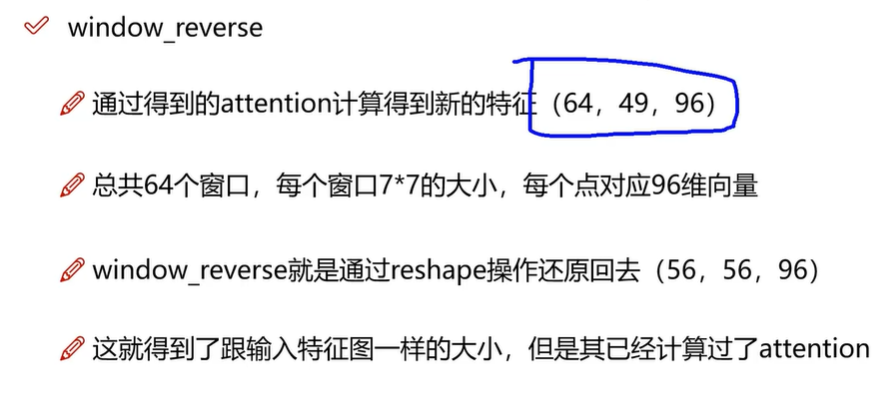 window_reverse
通过得到的attention计算得到新的特征（64，49，96）
总共64个窗口，每个窗口7*7的大小，每个点对应96维向量
window_reverse就是通过reshape操作还原回去（56，56，96）
这就得到了跟输入特征图一样的大小，但是其已经计算过了attention